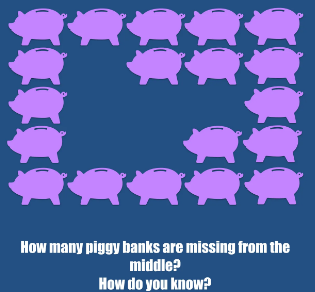 How many piggy banks are missing from the
middle?
How do you know?